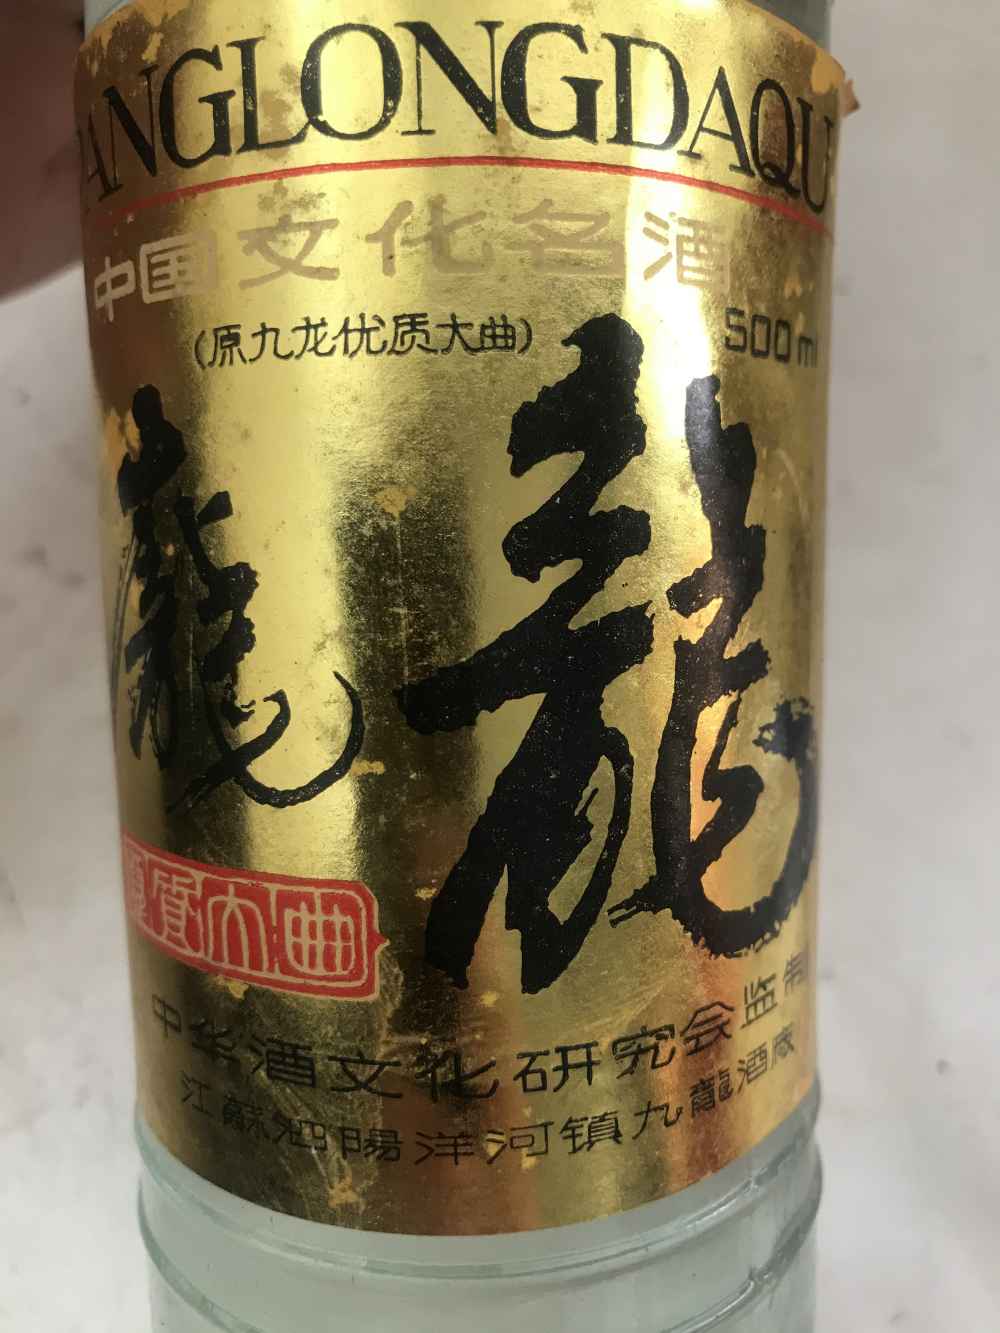 ANGLONGDAQU
中国文化名酒
(原九龙优质大曲)
500ml
龐龍
優質大曲
中华酒文化研究会监制
江蘇泗陽洋河镇九龍酒廠